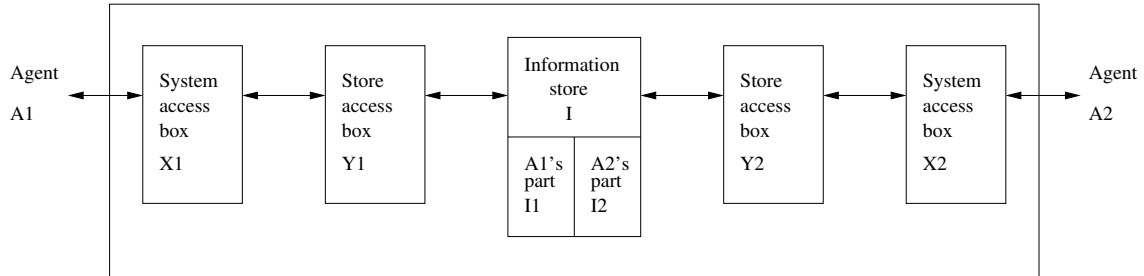 Agent
A1
System
access
box
X1
Store
access
box
Y1
Information
store
I
A1's
part
I1
A2's
part
I2
Store
access
box
Y2
System
access
box
X2
Agent
A2